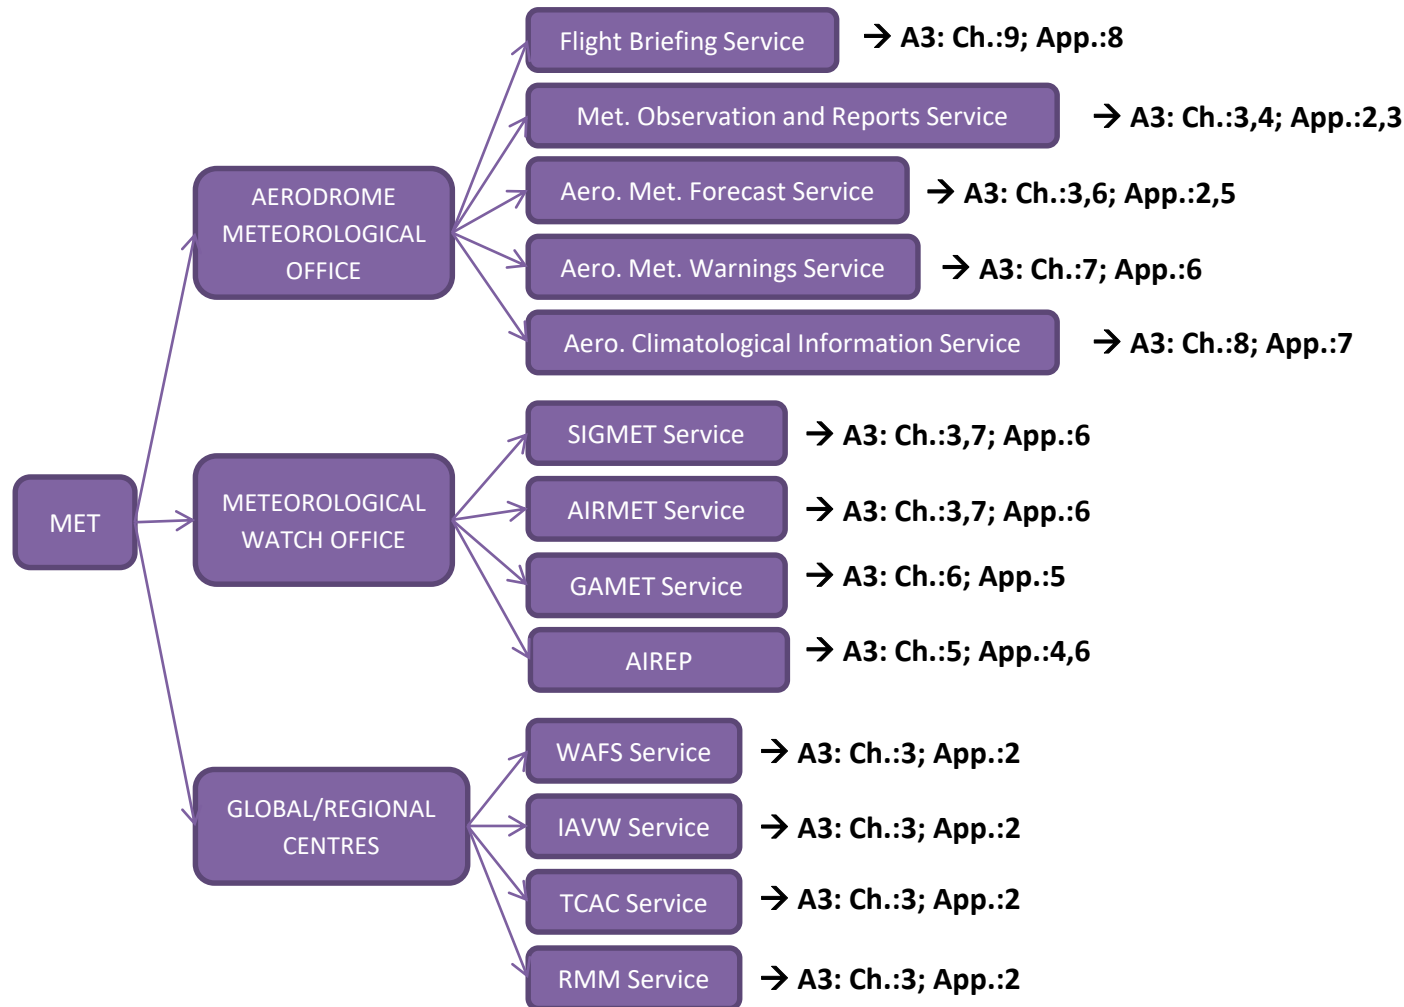 Flight Briefing Service
→ A3: Ch.:9; App.:8
Met. Observation and Reports Service
→ A3: Ch.:3,4; App.:2,3
AERODROME
METEOROLOGICAL
OFFICE
Aero. Met. Forecast Service
→ A3: Ch.:3,6; App.:2,5
Aero. Met. Warnings Service
→ A3: Ch.:7; App.:6
Aero. Climatological Information Service
→ A3: Ch.:8; App.:7
MET
METEOROLOGICAL
WATCH OFFICE
SIGMET Service
→ A3: Ch.:3,7; App.:6
AIRMET Service
→ A3: Ch.:3,7; App.:6
GAMET Service
→ A3: Ch.:6; App.:5
AIREP
→ A3: Ch.:5; App.:4,6
GLOBAL/REGIONAL
CENTRES
WAFS Service
→ A3: Ch.:3; App.:2
IAVW Service
→ A3: Ch.:3; App.:2
TCAC Service
→ A3: Ch.:3; App.:2
RMM Service
→ A3: Ch.:3; App.:2